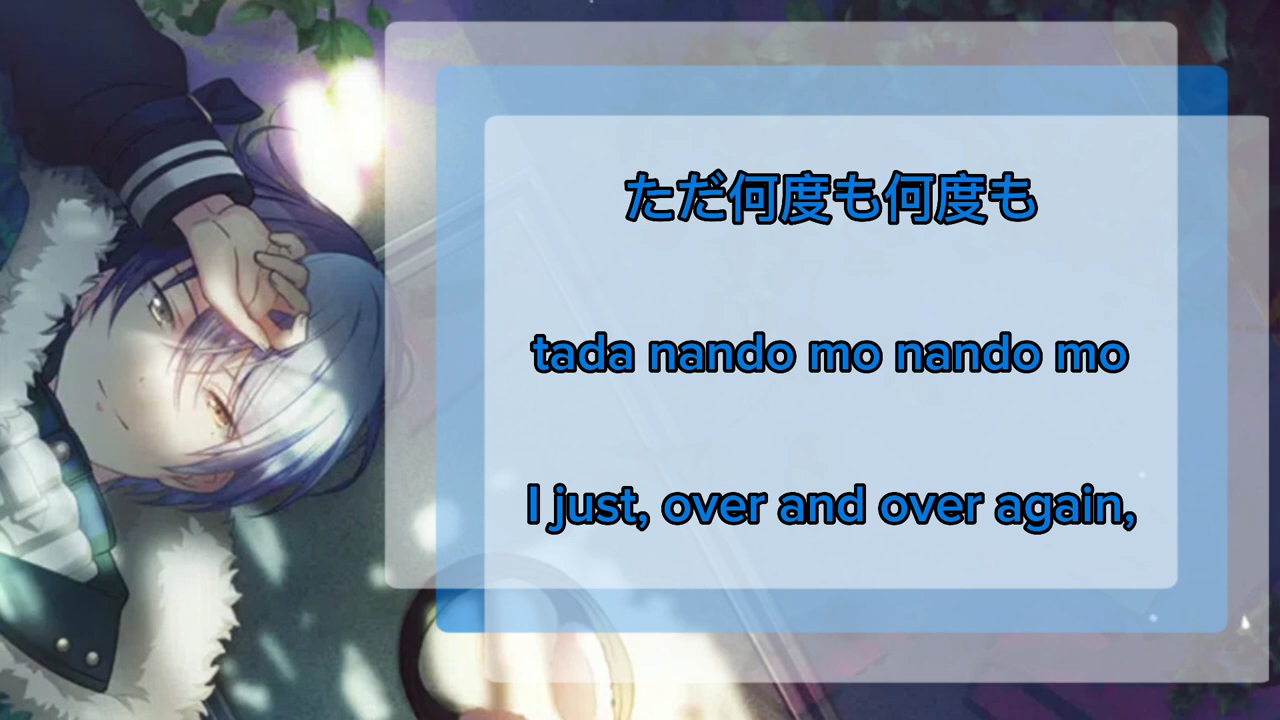 ただ何度も何度も
tada nando mo nando mo
I just, over and over again,